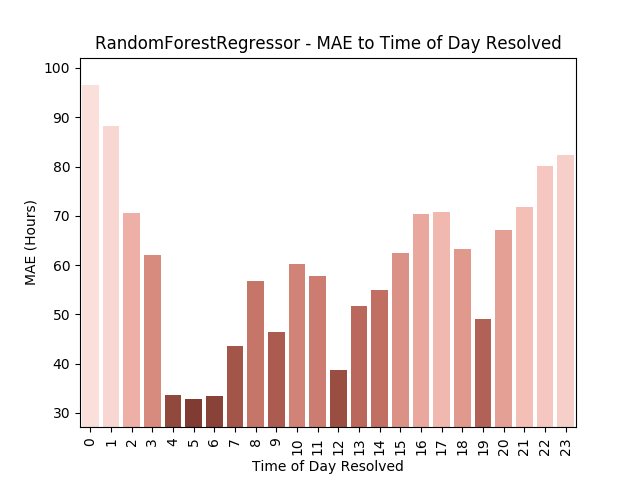 RandomForestRegressor - MAE to Time of Day Resolved
100
90
80
70
60
50
40
30
MAE (Hours)
0 1 2 3 4 5 6 7 8 9 10 11 12 13 14 15 16 17 18 19 20 21 22 23
Time of Day Resolved